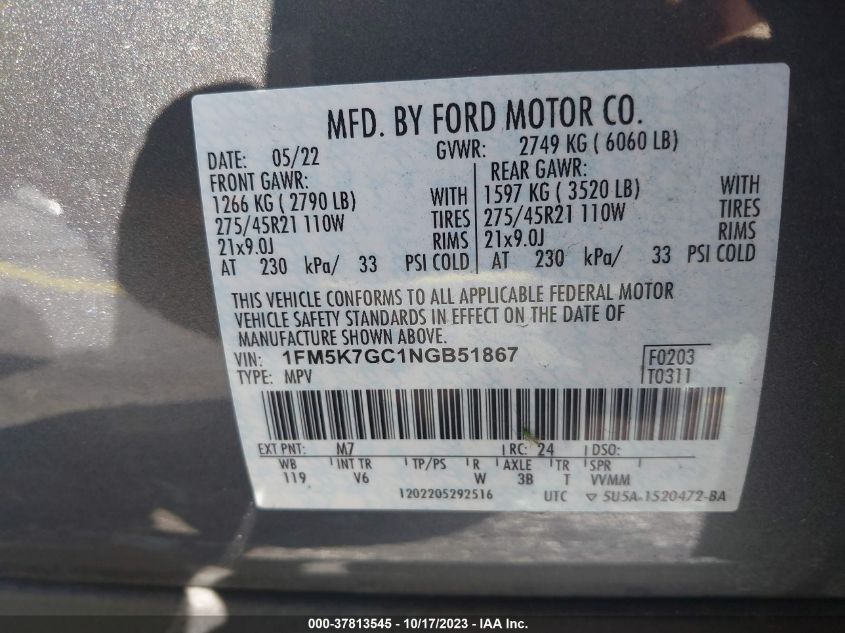 MFD. BY FORD MOTOR CO.
DATE: 05/22 GVWR: 2749 KG ( 6060 LB)
FRONT GAWR: REAR GAWR:
1266 KG ( 2790 LB) WITH 1597 KG ( 3520 LB) WITH
275/45R21 110W TIRES 275/45R21 110W TIRES
21x9.0J RIMS 21x9.0J RIMS
AT 230 kPa/ 33 PSI COLD AT 230 kPa/ 33 PSI COLD
THIS VEHICLE CONFORMS TO ALL APPLICABLE FEDERAL MOTOR
VEHICLE SAFETY STANDARDS IN EFFECT ON THE DATE OF
MANUFACTURE SHOWN ABOVE.
VIN: 1FM5K7GC1NGB51867 F0203
TYPE: MPV T0311
EXT PNT: M7 RC: 24 DSO:
WB INT TR TP/PS R AXLE TR SPR
119 V6 W 3B T VVMM
1202205292516 UTC ▽ 5U5A-1520472-BA
000-37813545 - 10/17/2023 - IAA Inc.